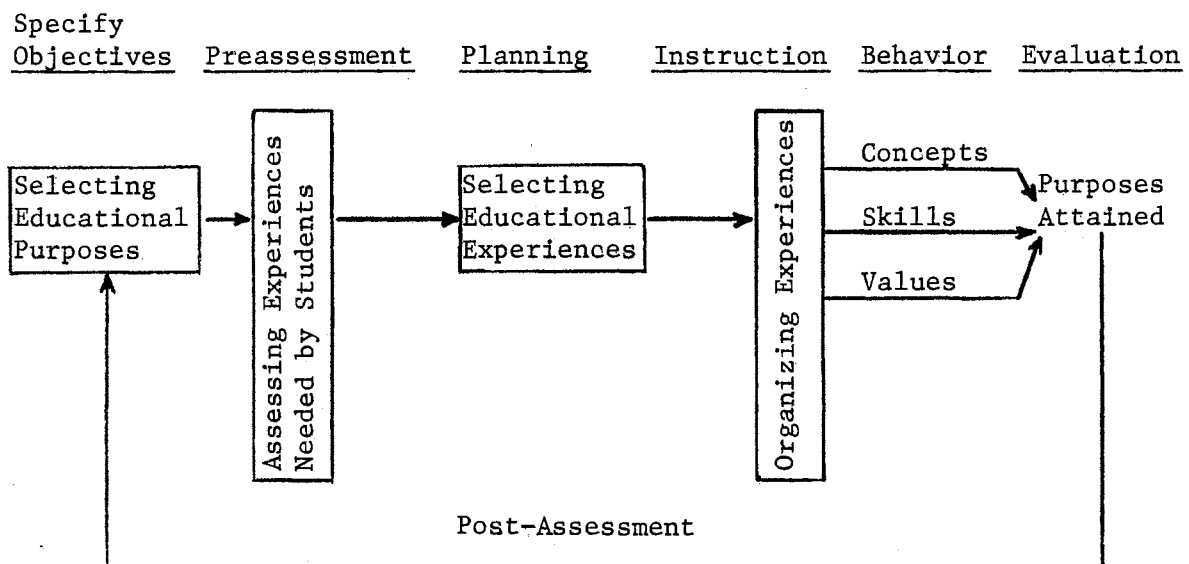 Specify
Objectives Preassessment Planning Instruction Behavior Evaluation
Selecting
Educational
Purposes
Assessing Experiences
Needed by Students
Selecting
Educational
Experiences
Organizing Experiences
Concepts
Skills
Values
Purposes
Attained
Post-Assessment